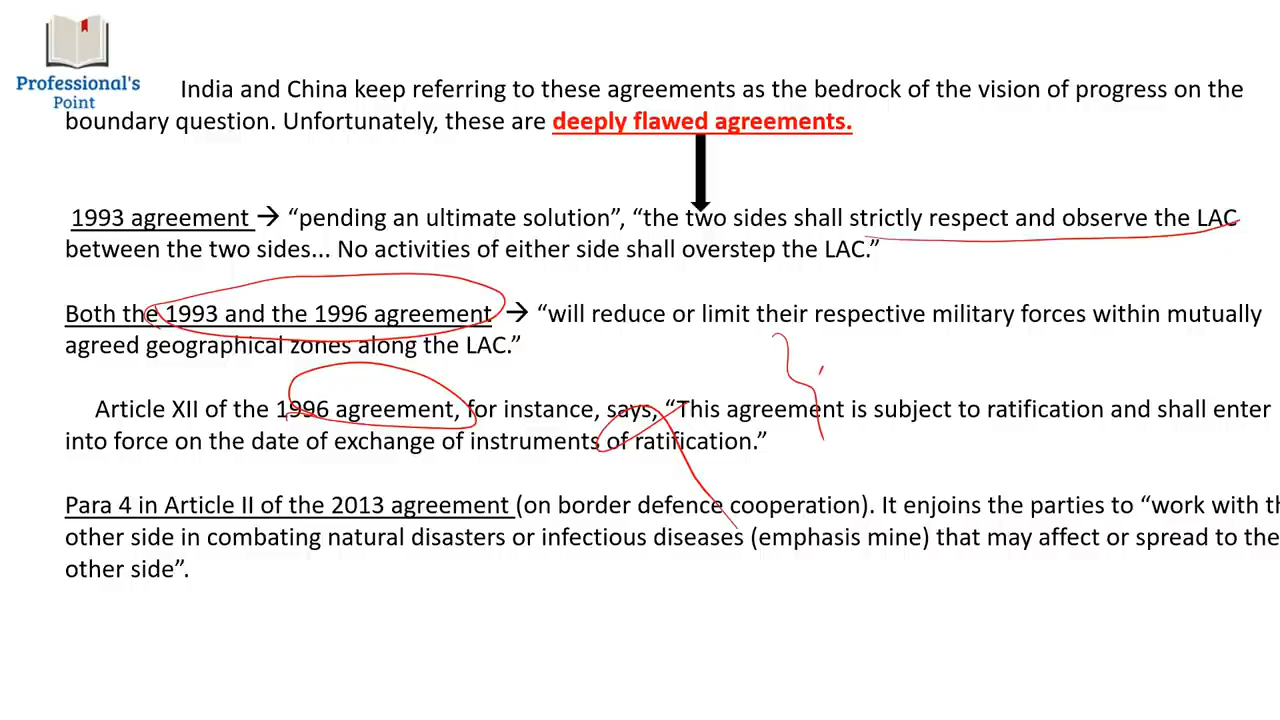 Professional's
Point
India and China keep referring to these agreements as the bedrock of the vision of progress on the
boundary question. Unfortunately, these are deeply flawed agreements.
1993 agreement → “pending an ultimate solution”, “the two sides shall strictly respect and observe the LAC
between the two sides... No activities of either side shall overstep the LAC.”
Both the 1993 and the 1996 agreement → “will reduce or limit their respective military forces within mutually
agreed geographical zones along the LAC.”
Article XII of the 1996 agreement, for instance, says, “This agreement is subject to ratification and shall enter
into force on the date of exchange of instruments of ratification.”
Para 4 in Article II of the 2013 agreement (on border defence cooperation). It enjoins the parties to “work with th
other side in combating natural disasters or infectious diseases (emphasis mine) that may affect or spread to the
other side”.